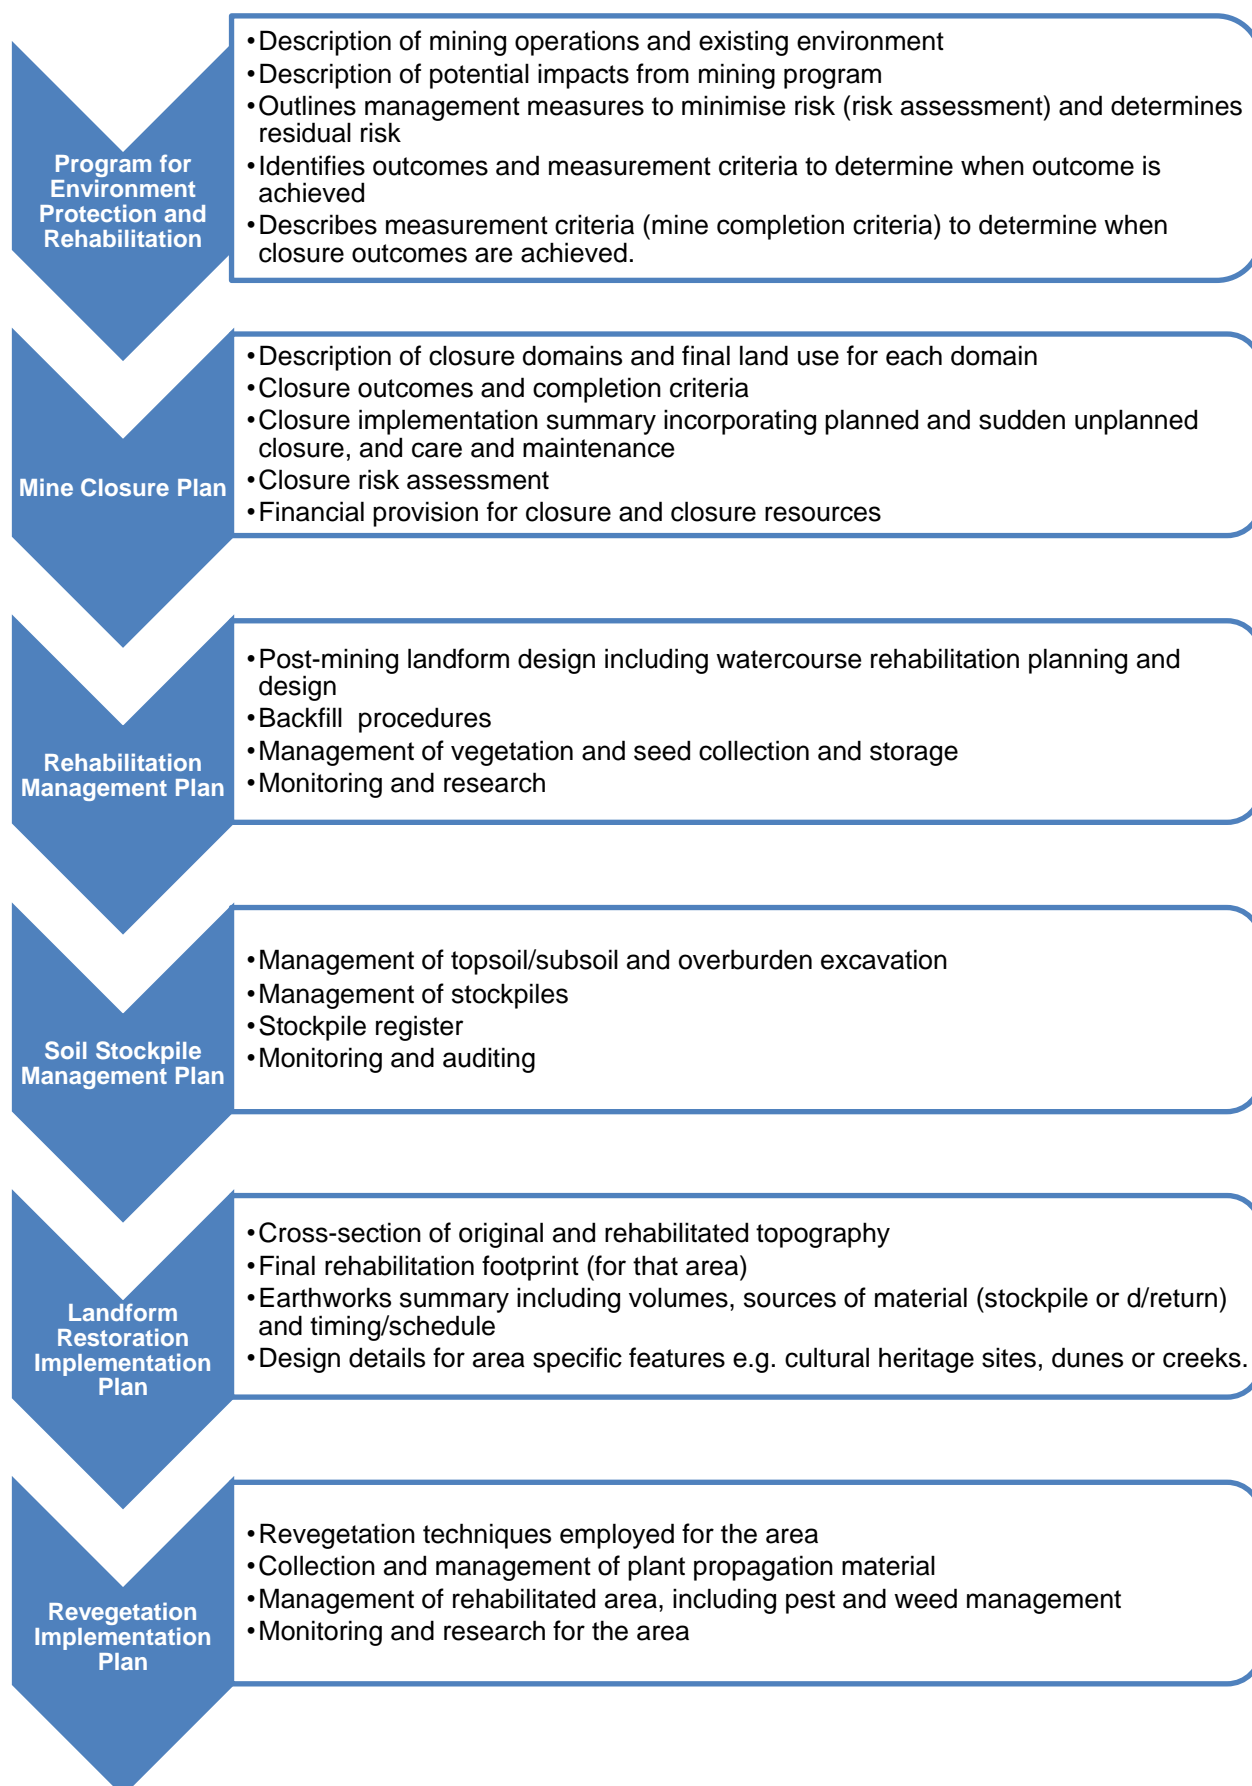 Program for
Environment
Protection and
Rehabilitation
•Description of mining operations and existing environment
•Description of potential impacts from mining program
•Outlines management measures to minimise risk (risk assessment) and determines
residual risk
•Identifies outcomes and measurement criteria to determine when outcome is
achieved
•Describes measurement criteria (mine completion criteria) to determine when
closure outcomes are achieved.
Mine Closure Plan
•Description of closure domains and final land use for each domain
•Closure outcomes and completion criteria
•Closure implementation summary incorporating planned and sudden unplanned
closure, and care and maintenance
•Closure risk assessment
•Financial provision for closure and closure resources
Rehabilitation
Management Plan
•Post-mining landform design including watercourse rehabilitation planning and
design
•Backfill  procedures
•Management of vegetation and seed collection and storage
•Monitoring and research
Soil Stockpile
Management Plan
•Management of topsoil/subsoil and overburden excavation
•Management of stockpiles
•Stockpile register
•Monitoring and auditing
Landform
Restoration
Implementation
Plan
•Cross-section of original and rehabilitated topography
•Final rehabilitation footprint (for that area)
•Earthworks summary including volumes, sources of material (stockpile or d/return)
and timing/schedule
•Design details for area specific features e.g. cultural heritage sites, dunes or creeks.
Revegetation
Implementation
Plan
•Revegetation techniques employed for the area
•Collection and management of plant propagation material
•Management of rehabilitated area, including pest and weed management
•Monitoring and research for the area